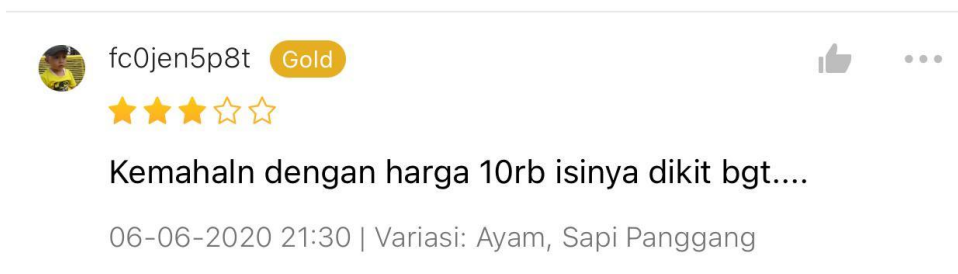 fc0jen5p8t Gold
Kemahaln dengan harga 10rb isinya dikit bgt....
06-06-2020 21:30 | Variasi: Ayam, Sapi Panggang